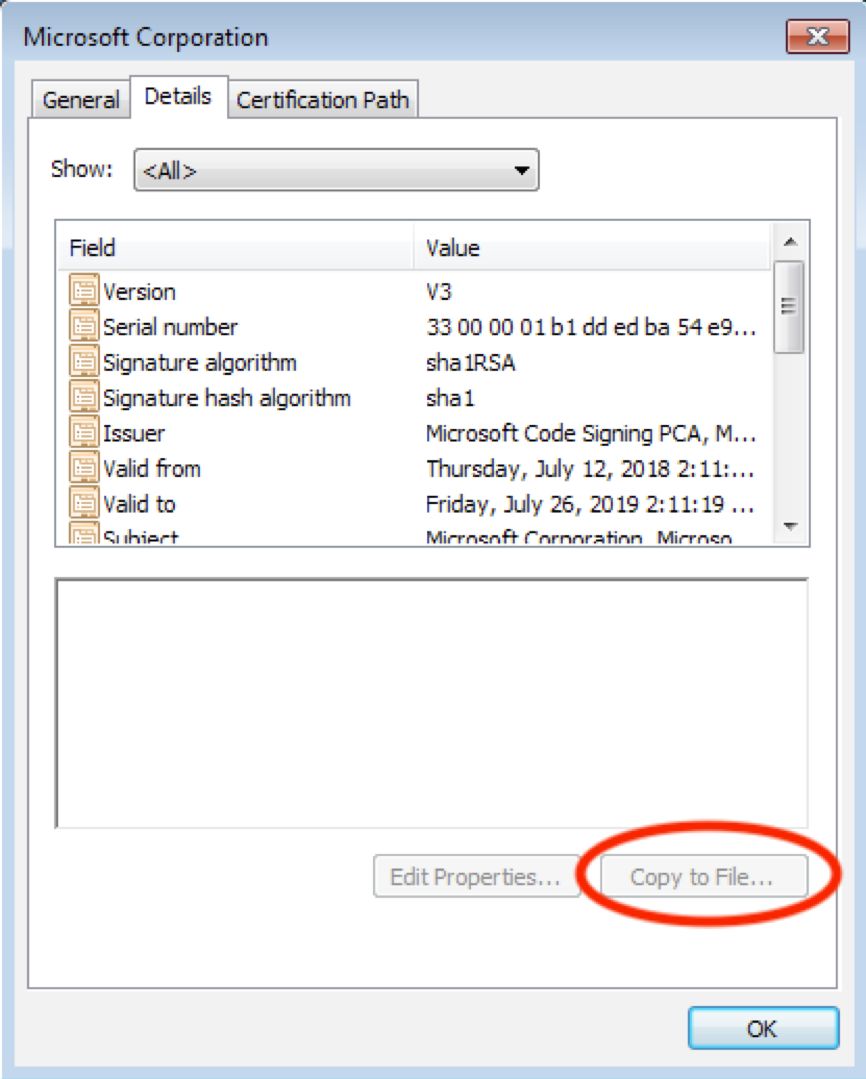 Microsoft Corporation
General Details Certification Path
Show: <All>
Field Value
Version V3
Serial number 33 00 00 01 b1 dd ed ba 54 e9...
Signature algorithm sha1RSA
Signature hash algorithm sha1
Issuer Microsoft Code Signing PCA, M...
Valid from Thursday, July 12, 2018 2:11:...
Valid to Friday, July 26, 2019 2:11:19 ...
Subject Microsoft Corporation, Microso
Edit Properties... Copy to File...
OK